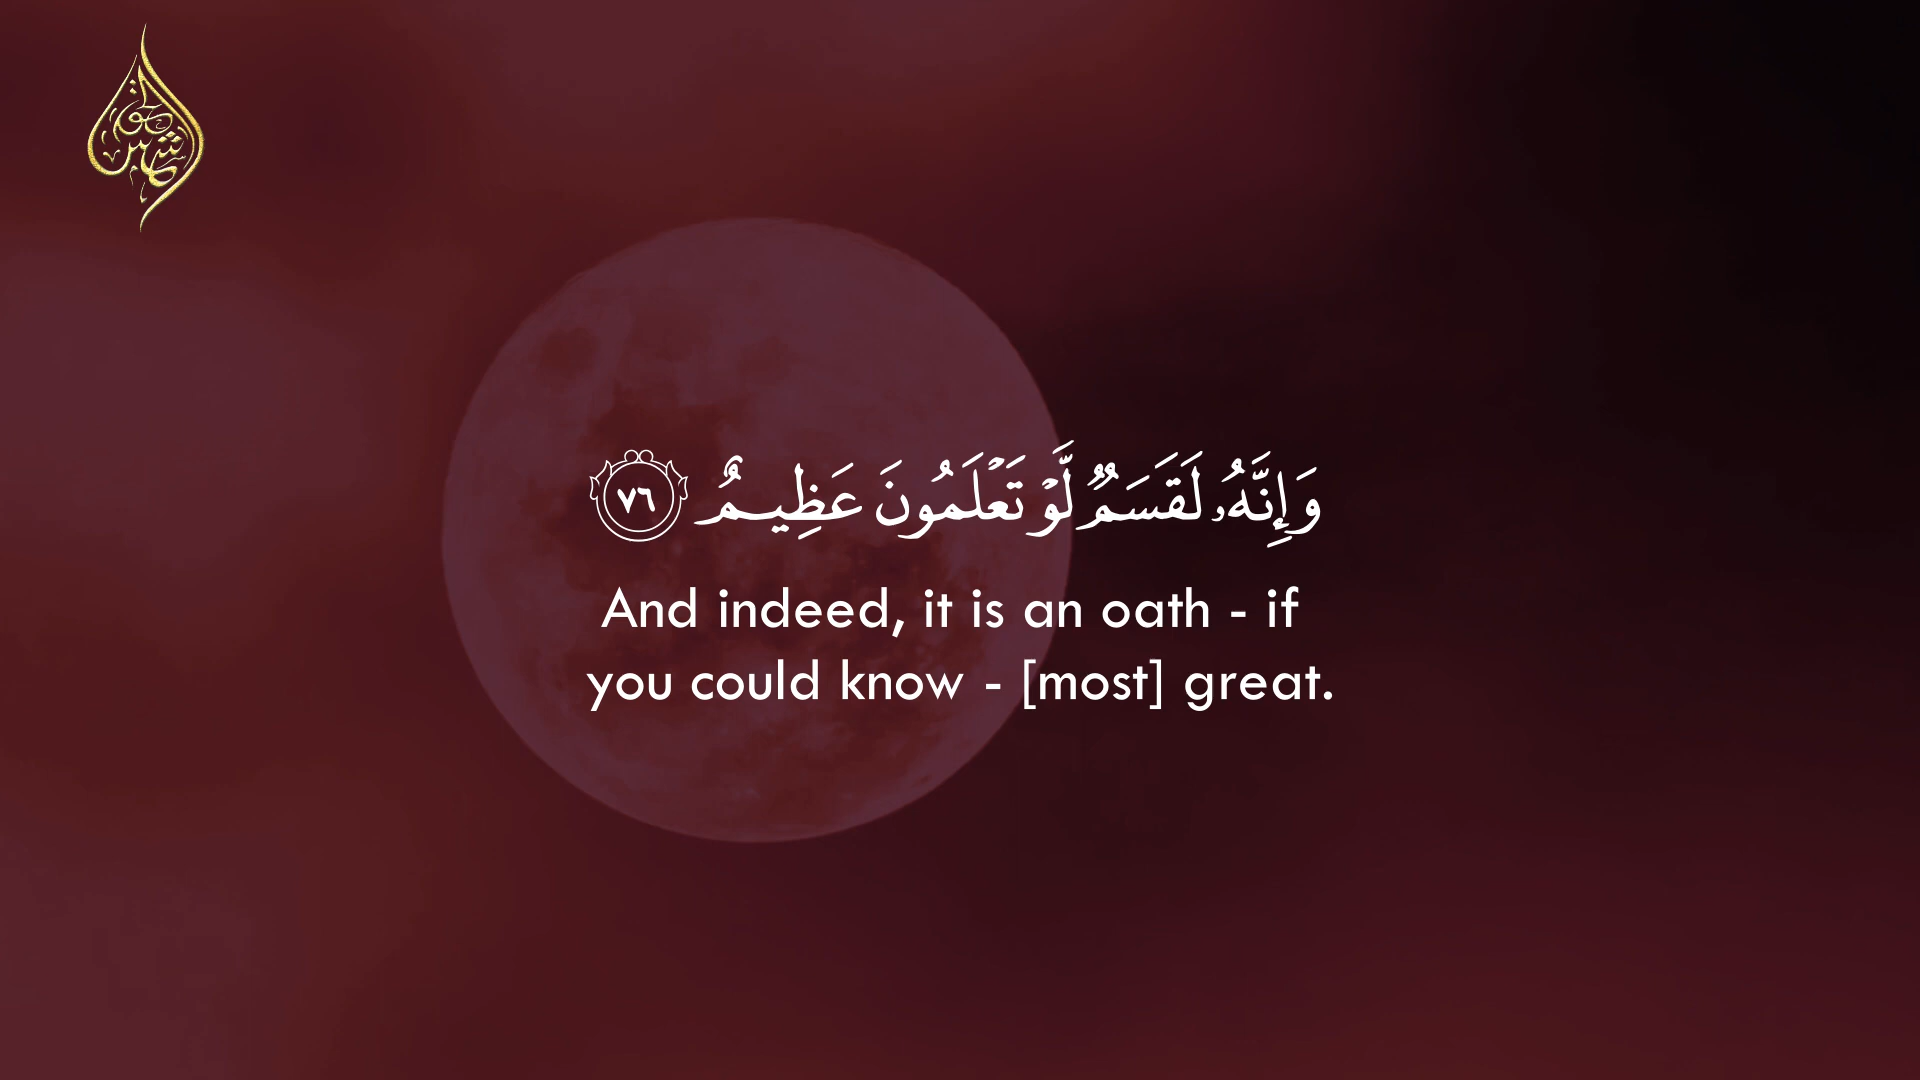 وَإِنَّهُۥ لَقَسَمٌۭ لَّوْ تَعْلَمُونَ عَظِيمٌ ٧٦
And indeed, it is an oath - if
you could know - [most] great.